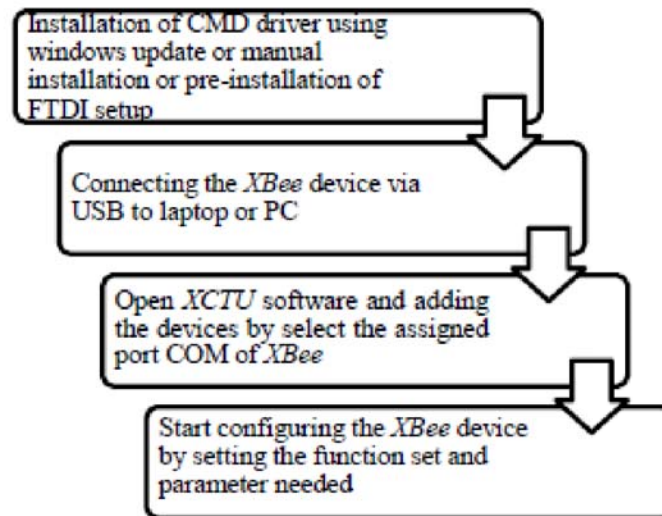 Installation of CMD driver using
windows update or manual
installation or pre-installation of
FTDI setup
Connecting the XBee device via
USB to laptop or PC
Open XCTU software and adding
the devices by select the assigned
port COM of XBee
Start configuring the XBee device
by setting the function set and
parameter needed